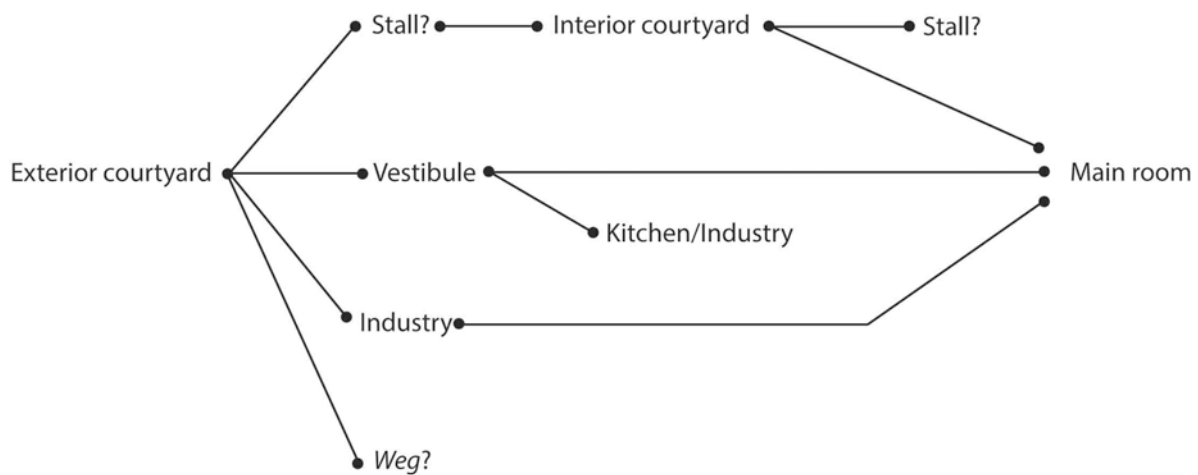 Stall?
Interior courtyard
Stall?
Exterior courtyard
Vestibule
Main room
Kitchen/Industry
Industry
Weg?